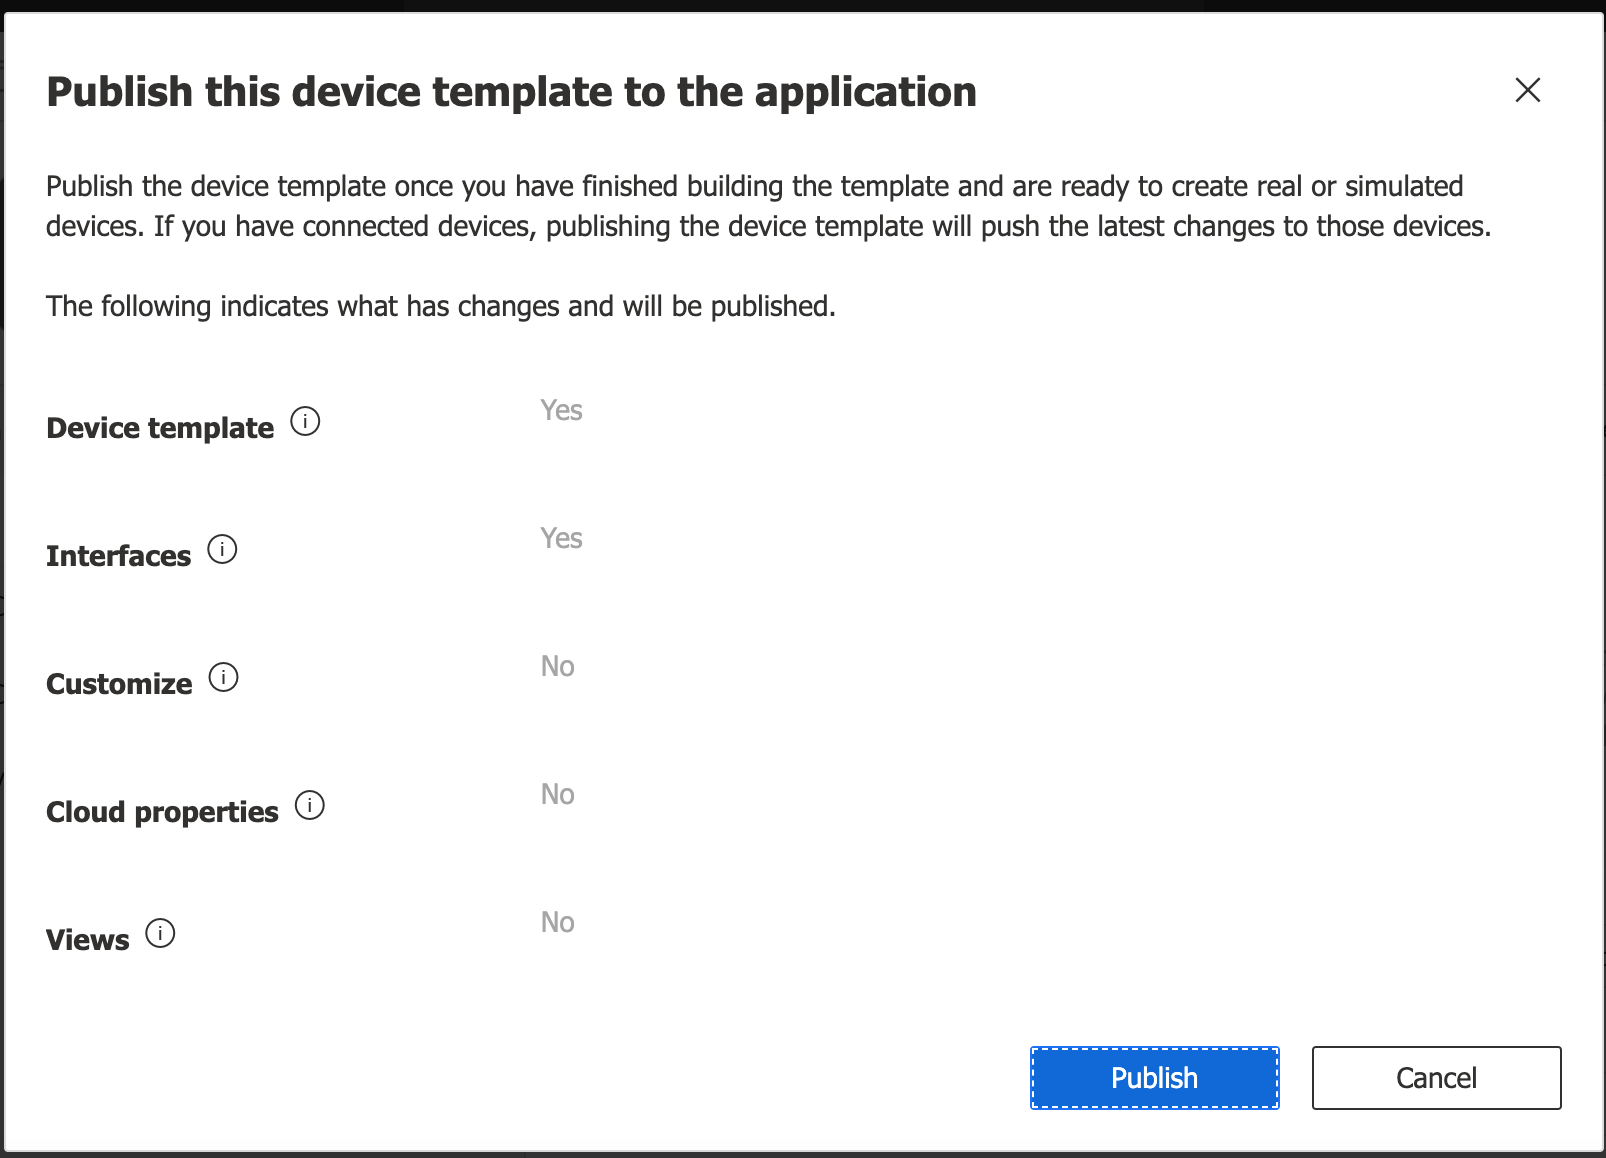 Publish this device template to the application
Publish the device template once you have finished building the template and are ready to create real or simulated
devices. If you have connected devices, publishing the device template will push the latest changes to those devices.
The following indicates what has changes and will be published.
Device template i Yes
Interfaces i Yes
Customize i No
Cloud properties i No
Views i No
Publish Cancel